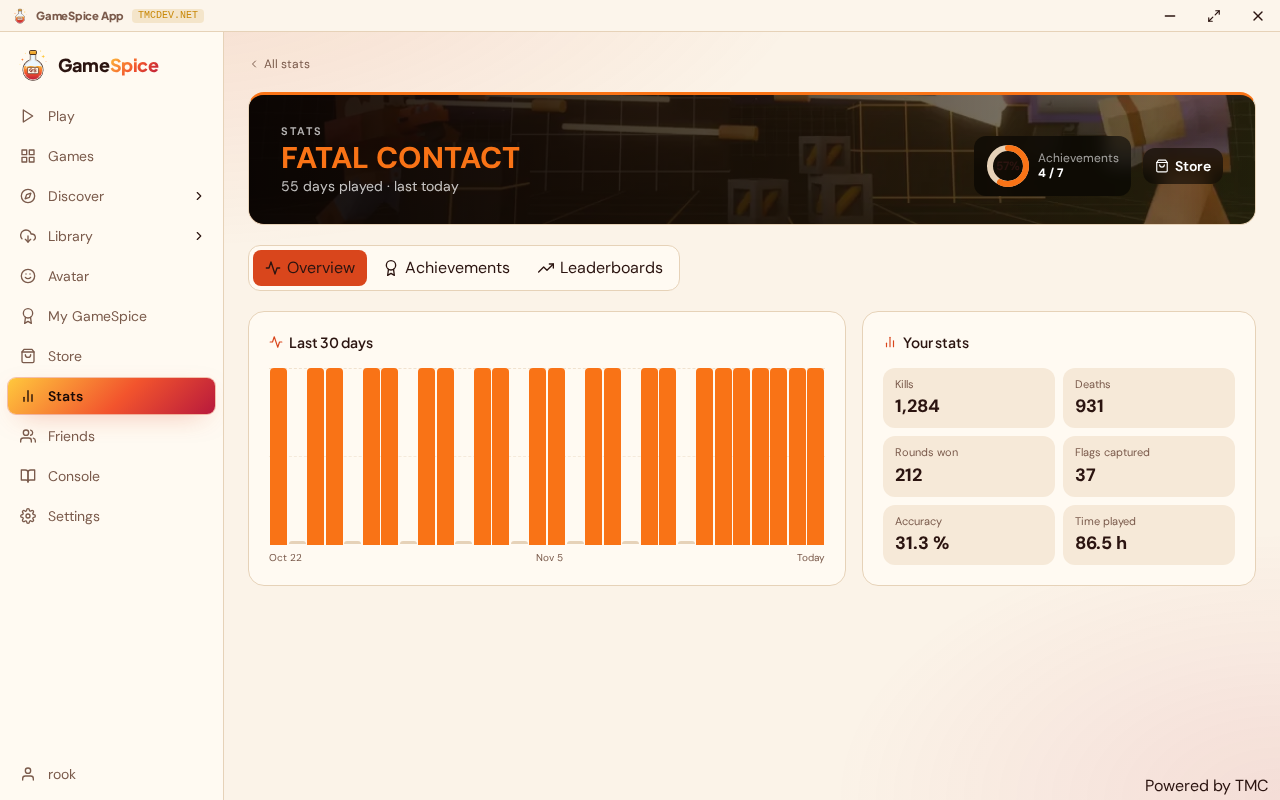 GameSpice App TMCDEV.NET
GameSpice
Play
Games
Discover
Library
Avatar
My GameSpice
Store
Stats
Friends
Console
Settings
rook
All stats
STATS
FATAL CONTACT
55 days played · last today
Achievements
4 / 7
Store
Overview
Achievements
Leaderboards
Last 30 days
Oct 22
Nov 5
Today
Your stats
Kills
1,284
Deaths
931
Rounds won
212
Flags captured
37
Accuracy
31.3 %
Time played
86.5 h
Powered by TMC